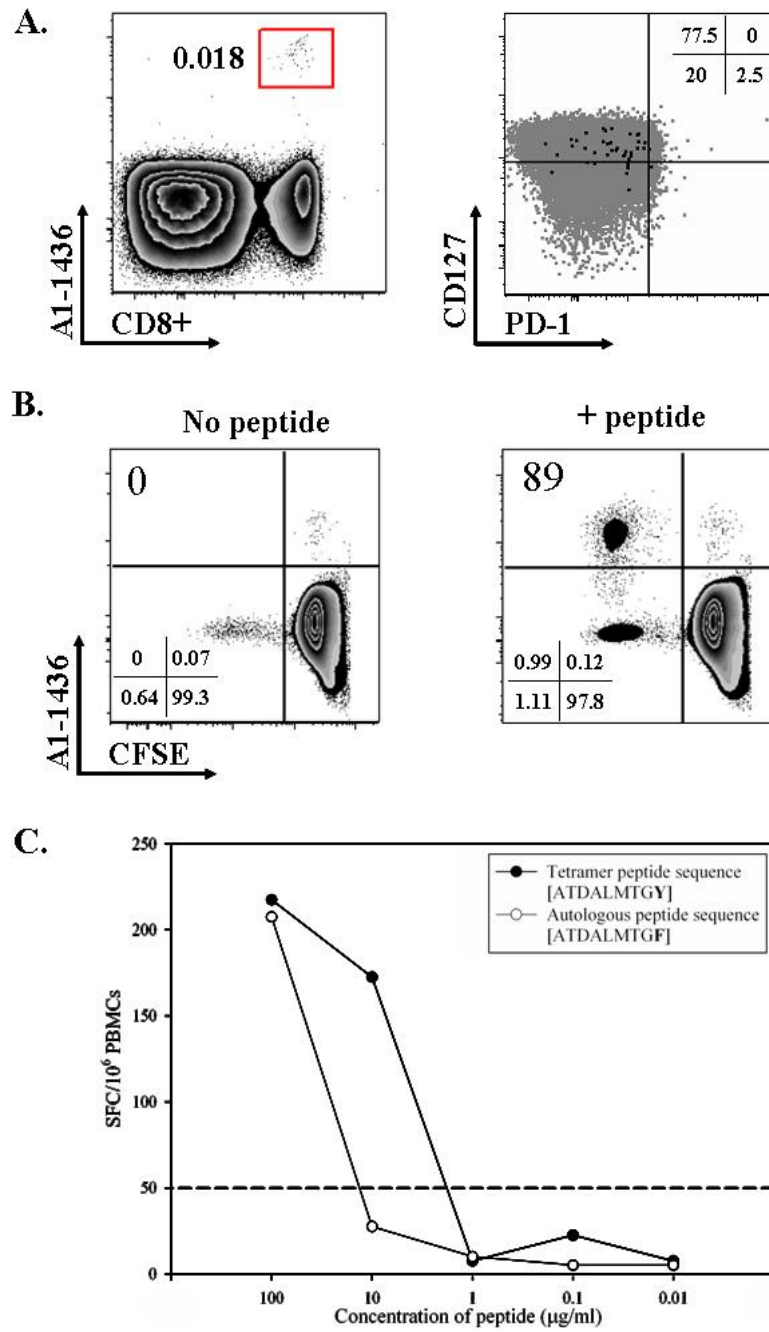 A.
0.018
77.5 0
20 2.5
A1-1436
CD8+
CD127
PD-1
B.
No peptide
+ peptide
0
89
0 0.07
0.64 99.3
0.99 0.12
1.11 97.8
A1-1436
CFSE
C.
250
200
150
100
50
0
SFC/10⁶ PBMCs
Tetramer peptide sequence
[ATDALMTGY]
Autologous peptide sequence
[ATDALMTGF]
100 10 1 0.1 0.01
Concentration of peptide (µg/ml)